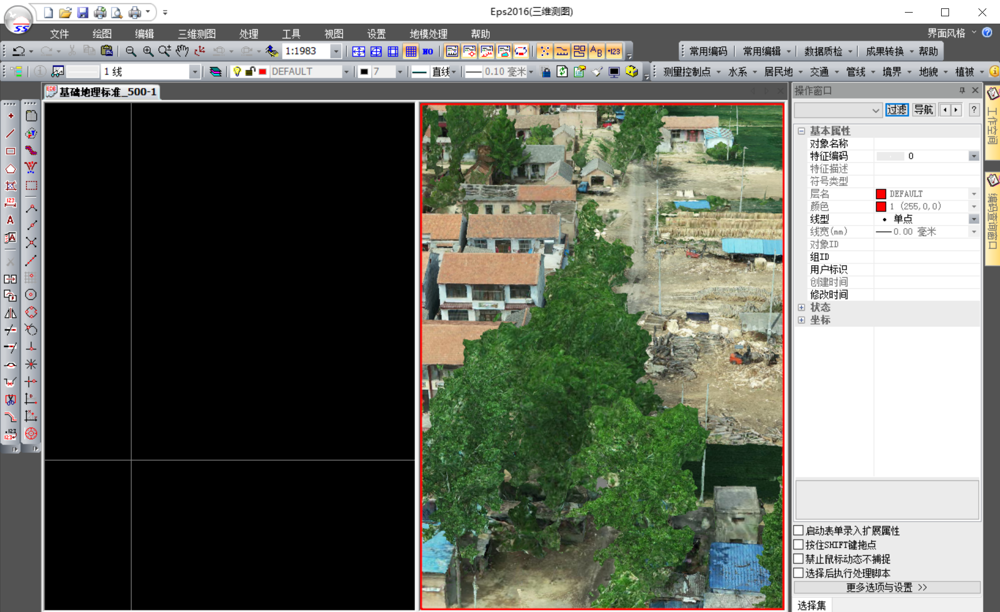 Eps2016(三维测图)
SS
文件 绘图 编辑 三维测图 处理 工具 视图 设置 地模处理 帮助
界面风格
1:1983
NO
AB
+123
常用编码 常用编辑 数据质检 成果转换 帮助
1 线
DEFAULT
7
直线
0.10 毫米
测量控制点 水系 居民地 交通 管线 境界 地貌 植被
基础地理标准_500-1
操作窗口
过滤 导航 ?
基本属性
对象名称
特征编码 0
特征描述
符号类型
层名 DEFAULT
颜色 1 (255,0,0)
线型 单点
线宽(mm) 0.00 毫米
对象ID
组ID
用户标识
创建时间
修改时间
状态
坐标
启动表单录入扩展属性
按住SHIFT键拖点
禁止鼠标动态不捕捉
选择后执行处理脚本
更多选项与设置 >>
选择集
工作空间
编码查询窗口
123
A
A
.123
123